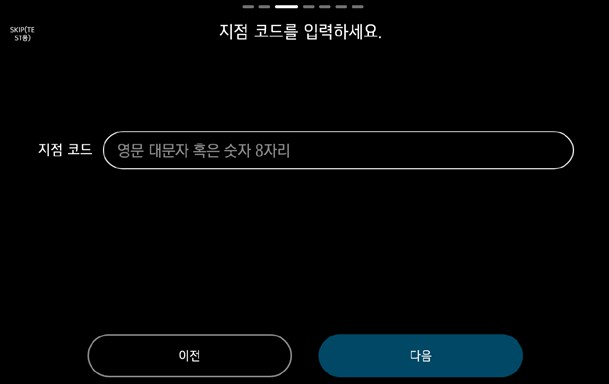 지점 코드를 입력하세요.
SKIP(TE
ST용)
지점 코드
영문 대문자 혹은 숫자 8자리
이전
다음